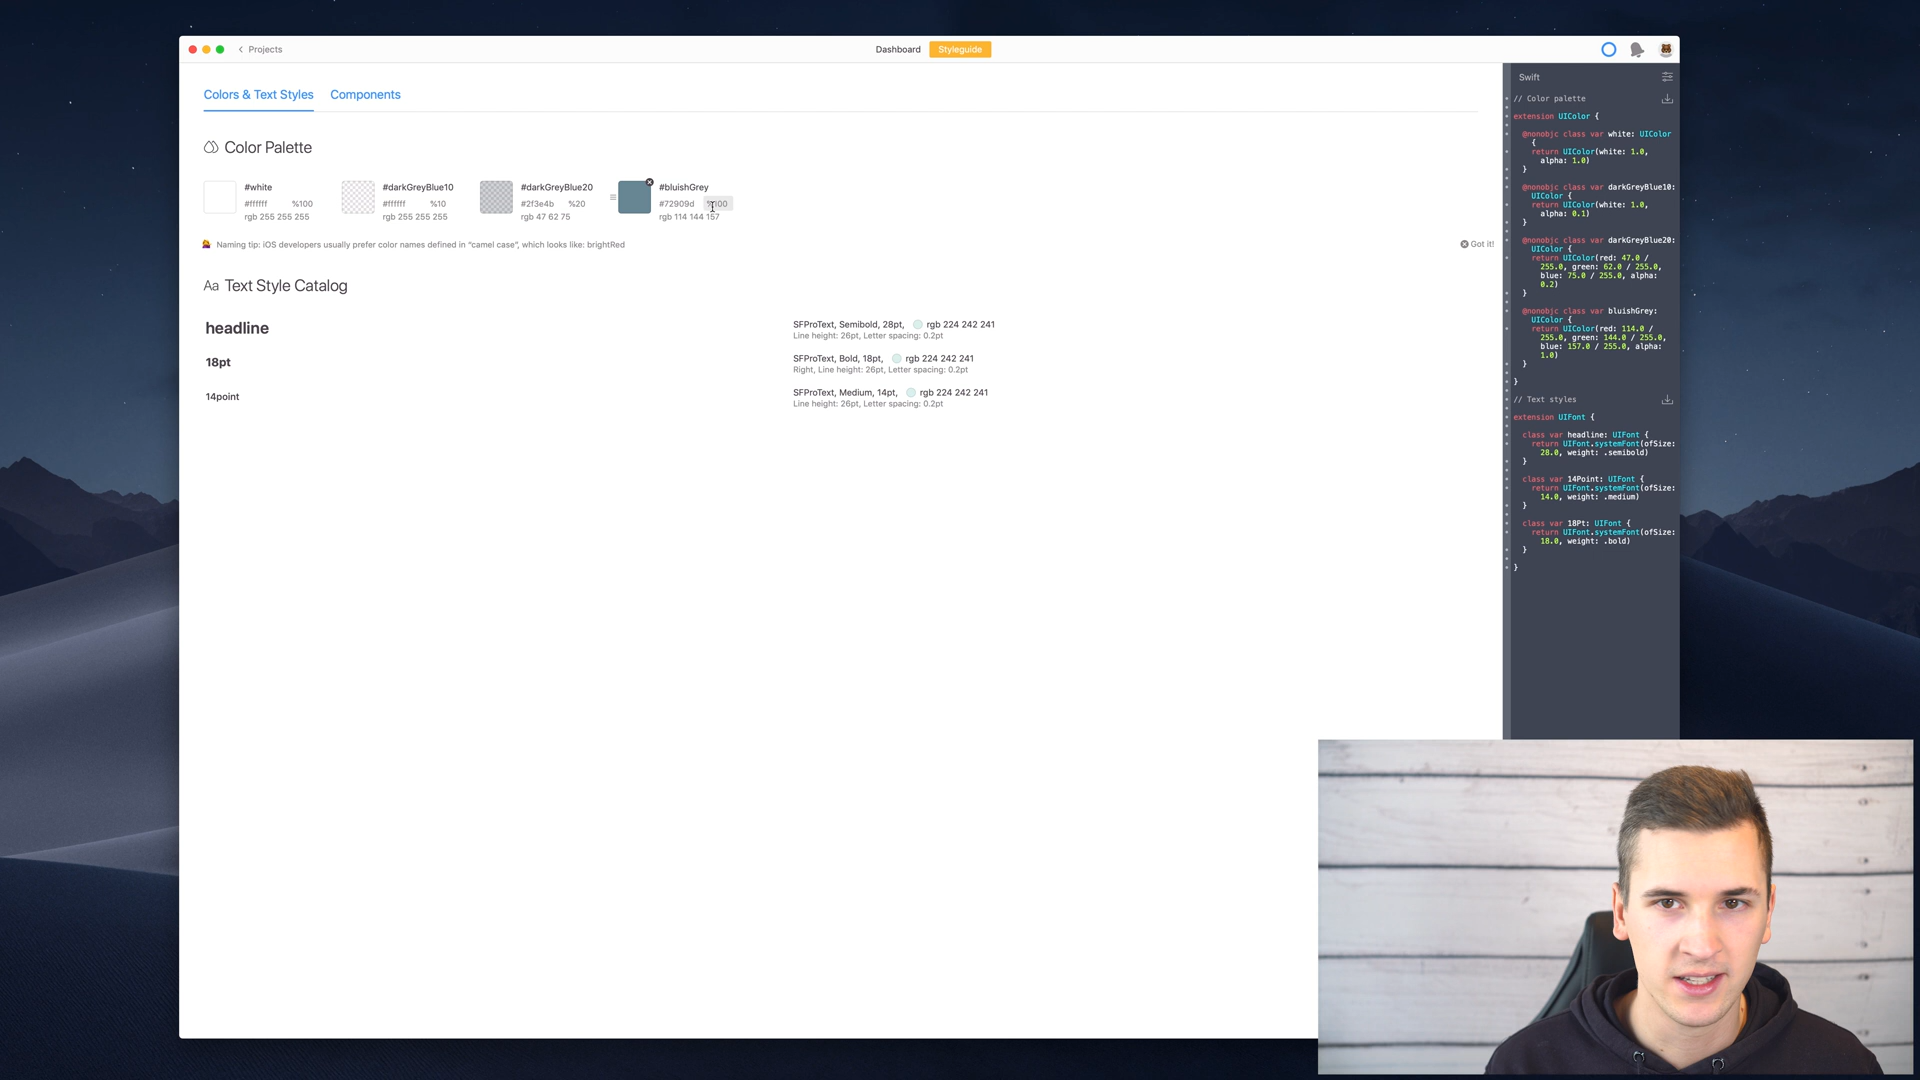 Projects
Dashboard
Styleguide
Colors & Text Styles
Components
Color Palette
#white
#ffffff %100
rgb 255 255 255
#darkGreyBlue10
#ffffff %10
rgb 255 255 255
#darkGreyBlue20
#2f3e4b %20
rgb 47 62 75
#bluishGrey
#72909d
rgb 114 144 157
Naming tip: iOS developers usually prefer color names defined in “camel case”, which looks like: brightRed
Got it!
Aa Text Style Catalog
headline
SFProText, Semibold, 28pt, rgb 224 242 241
Line height: 26pt, Letter spacing: 0.2pt
18pt
SFProText, Bold, 18pt, rgb 224 242 241
Right, Line height: 26pt, Letter spacing: 0.2pt
14point
SFProText, Medium, 14pt, rgb 224 242 241
Line height: 26pt, Letter spacing: 0.2pt
Swift
// Color palette
extension UIColor {
@nonobjc class var white: UIColor
{
return UIColor(white: 1.0,
alpha: 1.0)
}
@nonobjc class var darkGreyBlue10:
UIColor {
return UIColor(white: 1.0,
alpha: 0.1)
}
@nonobjc class var darkGreyBlue20:
UIColor {
return UIColor(red: 47.0 /
255.0, green: 62.0 / 255.0,
blue: 75.0 / 255.0, alpha:
0.2)
}
@nonobjc class var bluishGrey:
UIColor {
return UIColor(red: 114.0 /
255.0, green: 144.0 / 255.0,
blue: 157.0 / 255.0, alpha:
1.0)
}
}
// Text styles
extension UIFont {
class var headline: UIFont {
return UIFont.systemFont(ofSize:
28.0, weight: .semibold)
}
class var 14Point: UIFont {
return UIFont.systemFont(ofSize:
14.0, weight: .medium)
}
class var 18Pt: UIFont {
return UIFont.systemFont(ofSize:
18.0, weight: .bold)
}
}